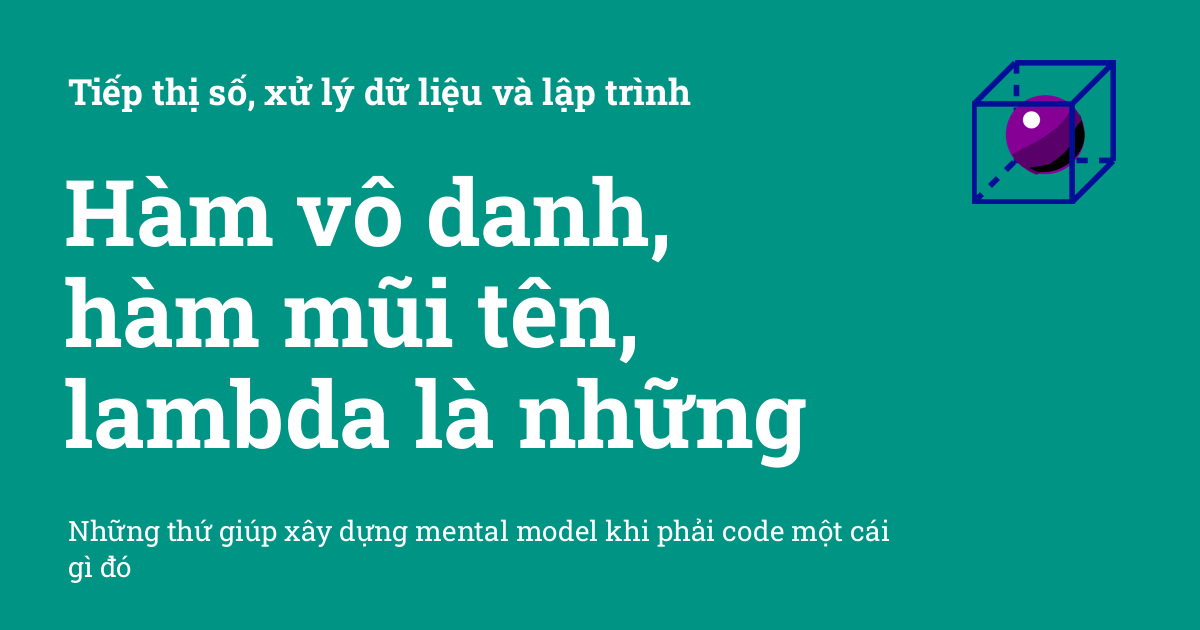 Tiếp thị số, xử lý dữ liệu và lập trình
Hàm vô danh,
hàm mũi tên,
lambda là những
Những thứ giúp xây dựng mental model khi phải code một cái
gì đó